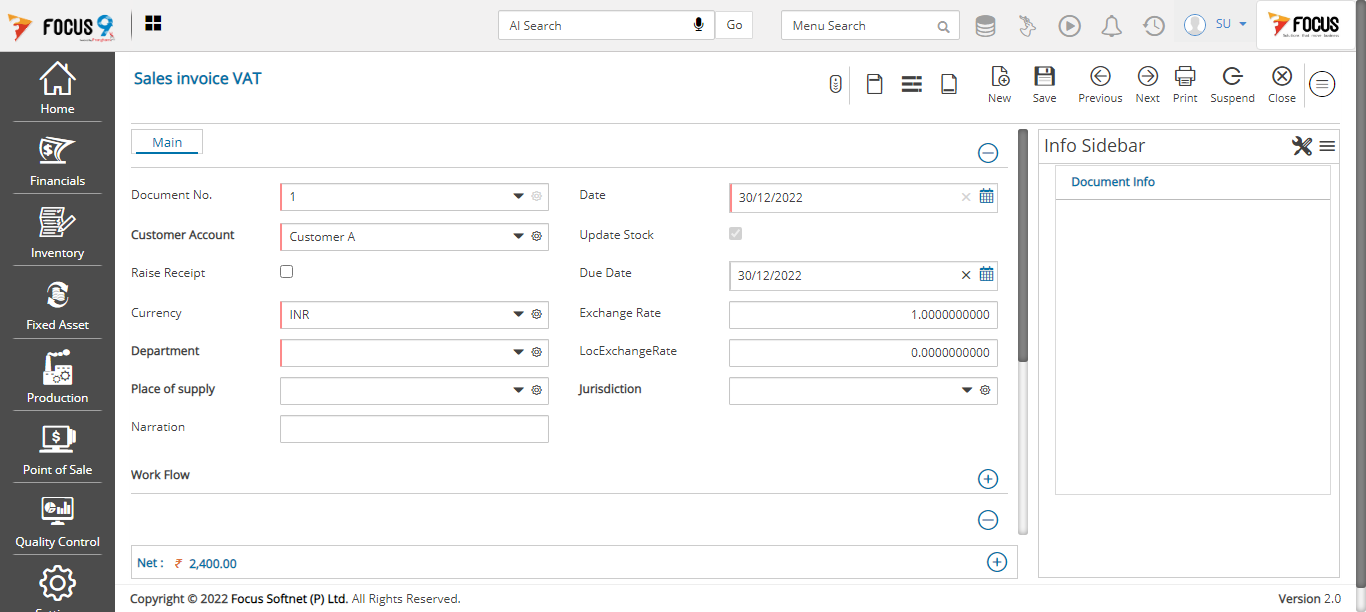 FOCUS 9
AI Search
Go
Menu Search
SU
FOCUS
Home
Financials
Inventory
Fixed Asset
Production
Point of Sale
Quality Control
Sales invoice VAT
New
Save
Previous
Next
Print
Suspend
Close
Main
Document No.
1
Date
30/12/2022
Customer Account
Customer A
Update Stock
Raise Receipt
Due Date
30/12/2022
Currency
INR
Exchange Rate
1.0000000000
Department
LocExchangeRate
0.0000000000
Place of supply
Jurisdiction
Narration
Work Flow
Net : ₹ 2,400.00
Info Sidebar
Document Info
Copyright © 2022 Focus Softnet (P) Ltd. All Rights Reserved.
Version 2.0